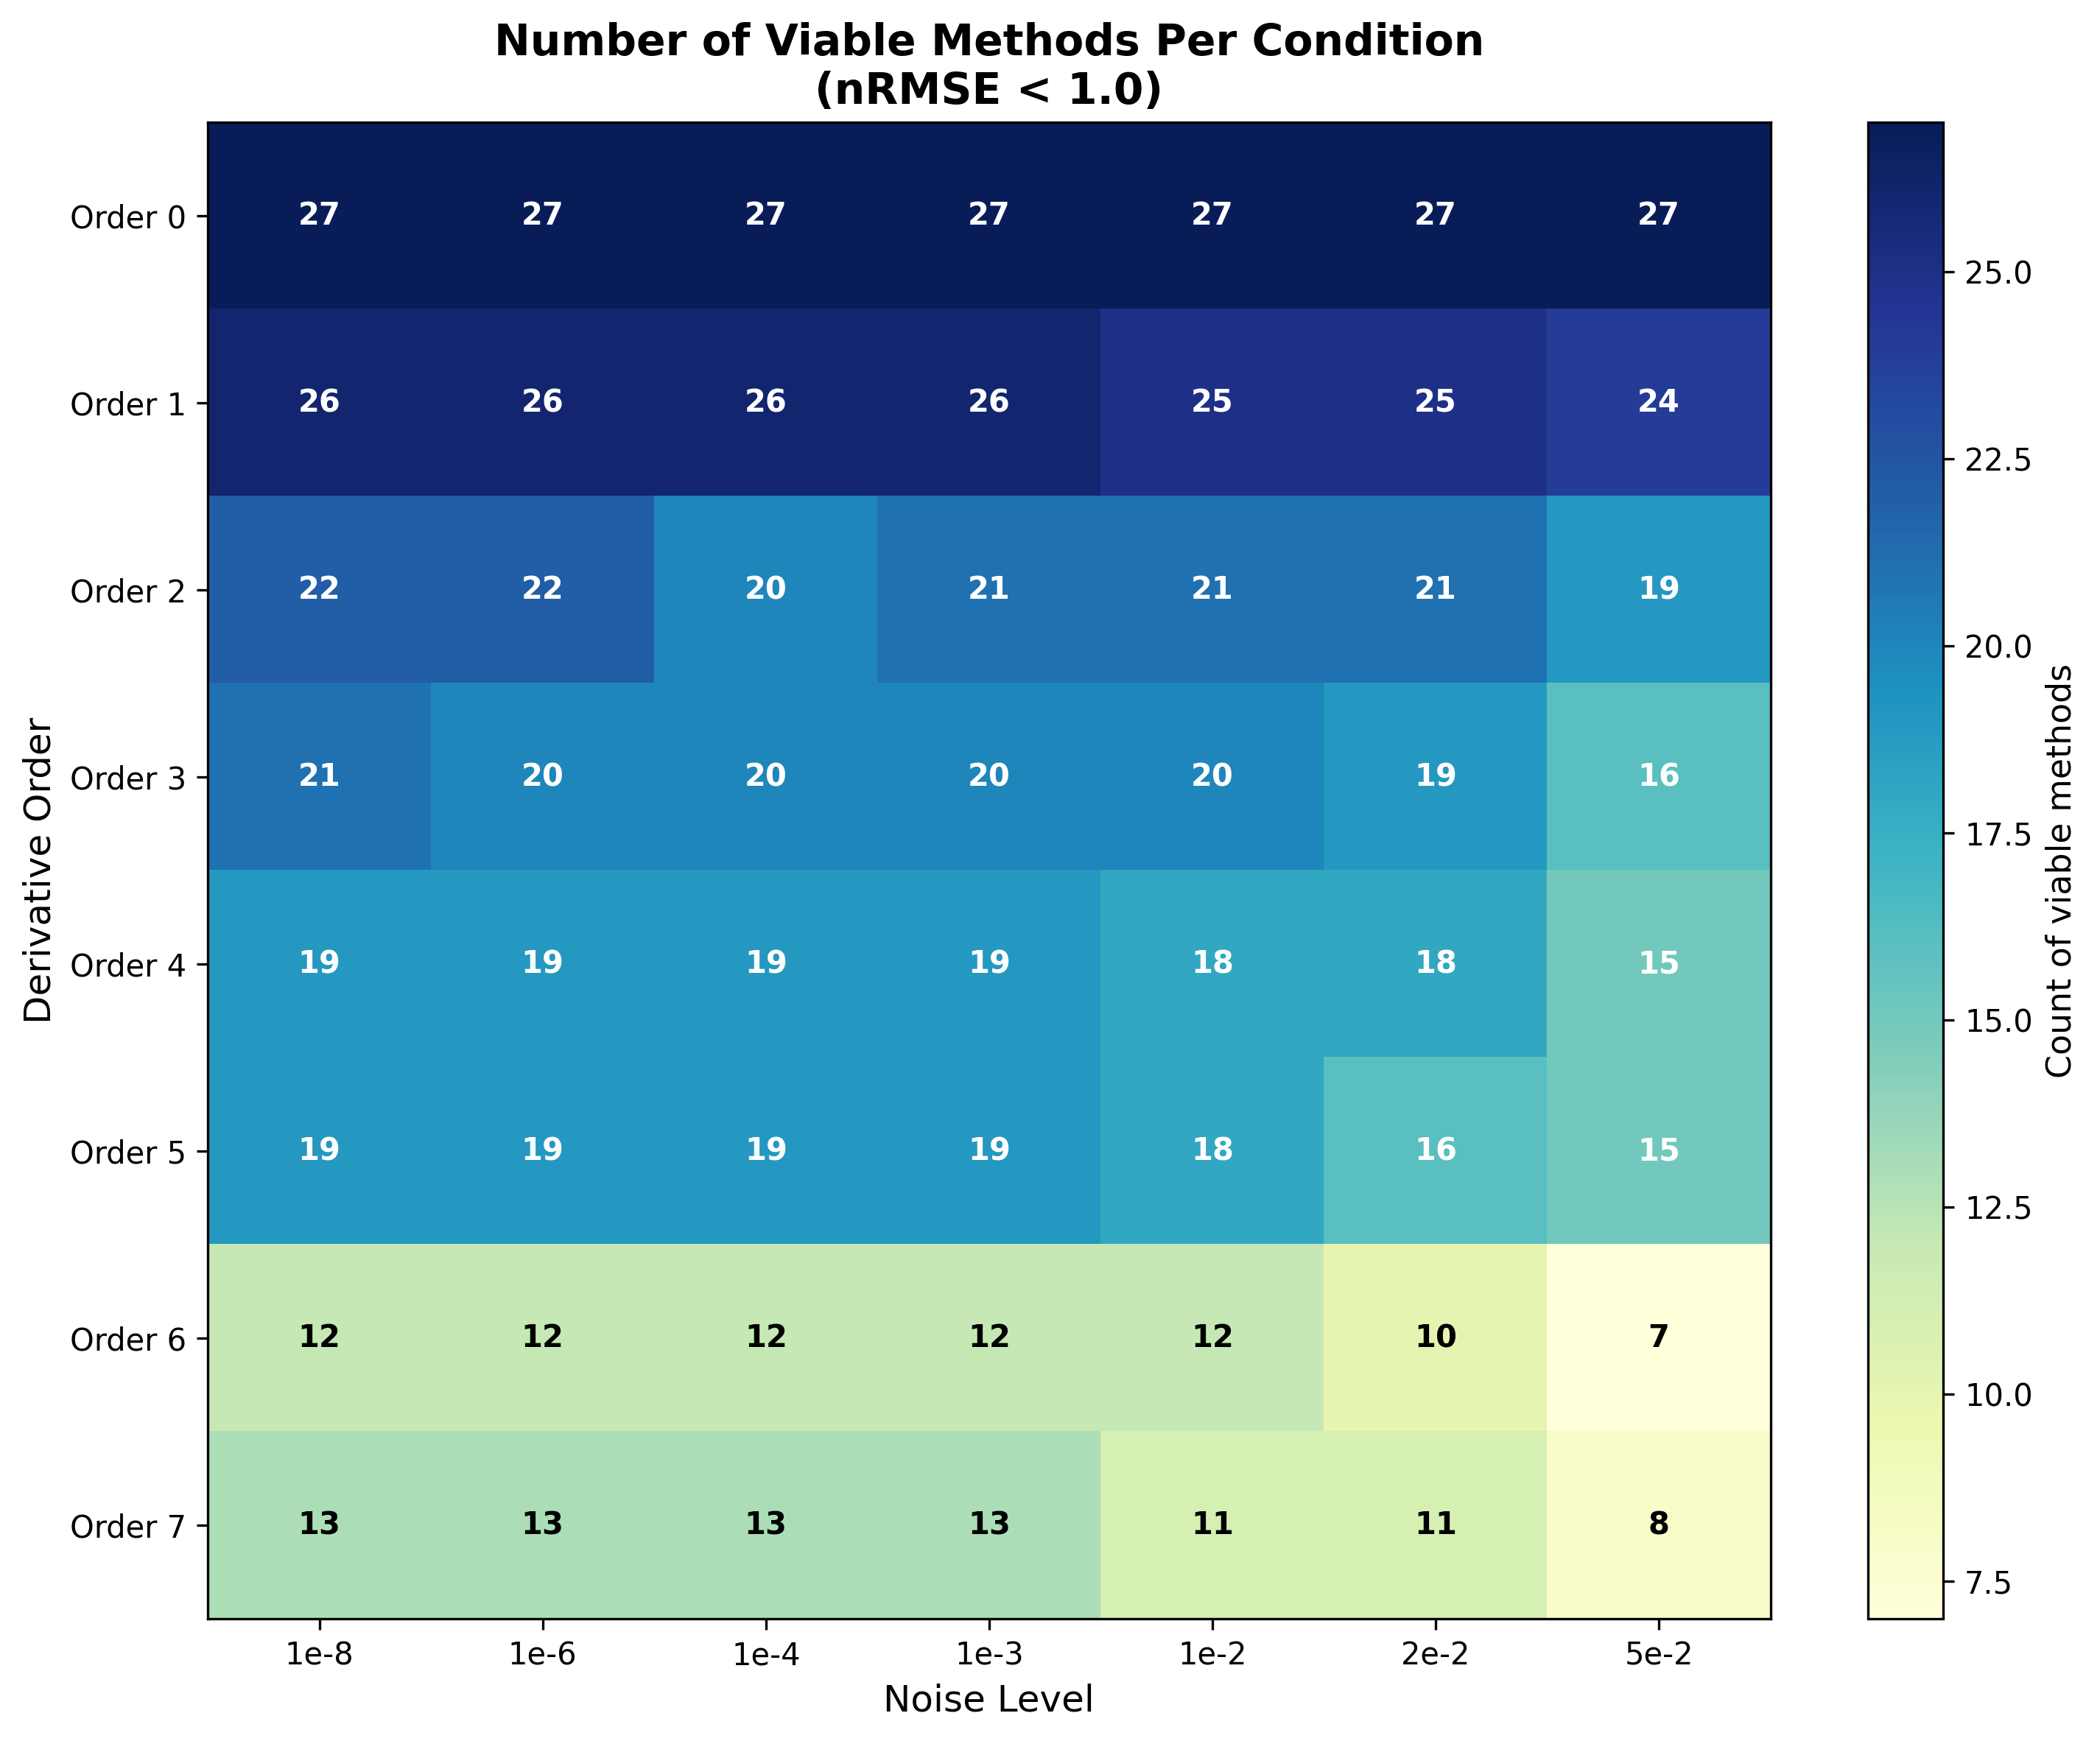 Number of Viable Methods Per Condition
(nRMSE < 1.0)
Derivative Order
Order 0 27 27 27 27 27 27 27
Order 1 26 26 26 26 25 25 24
Order 2 22 22 20 21 21 21 19
Order 3 21 20 20 20 20 19 16
Order 4 19 19 19 19 18 18 15
Order 5 19 19 19 19 18 16 15
Order 6 12 12 12 12 12 10 7
Order 7 13 13 13 13 11 11 8
1e-8 1e-6 1e-4 1e-3 1e-2 2e-2 5e-2
Noise Level
25.0
22.5
20.0
17.5
15.0
12.5
10.0
7.5
Count of viable methods